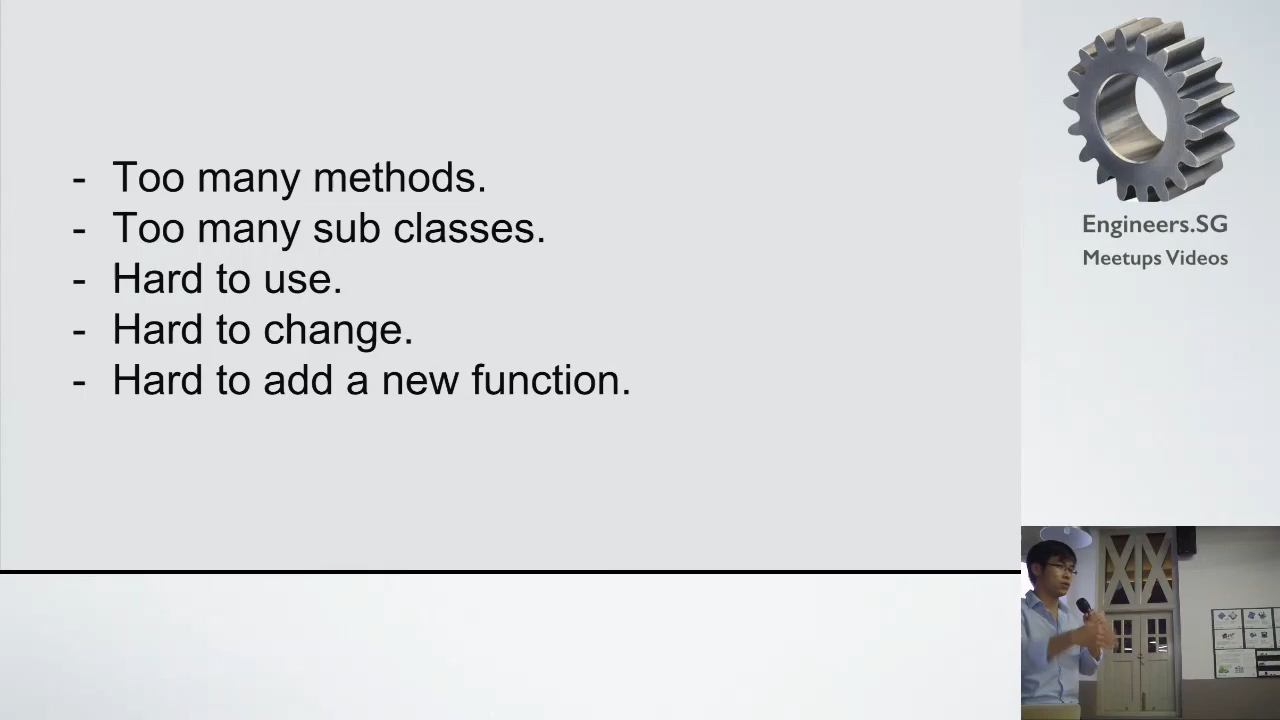 - Too many methods.
- Too many sub classes.
- Hard to use.
- Hard to change.
- Hard to add a new function.
Engineers.SG
Meetups Videos